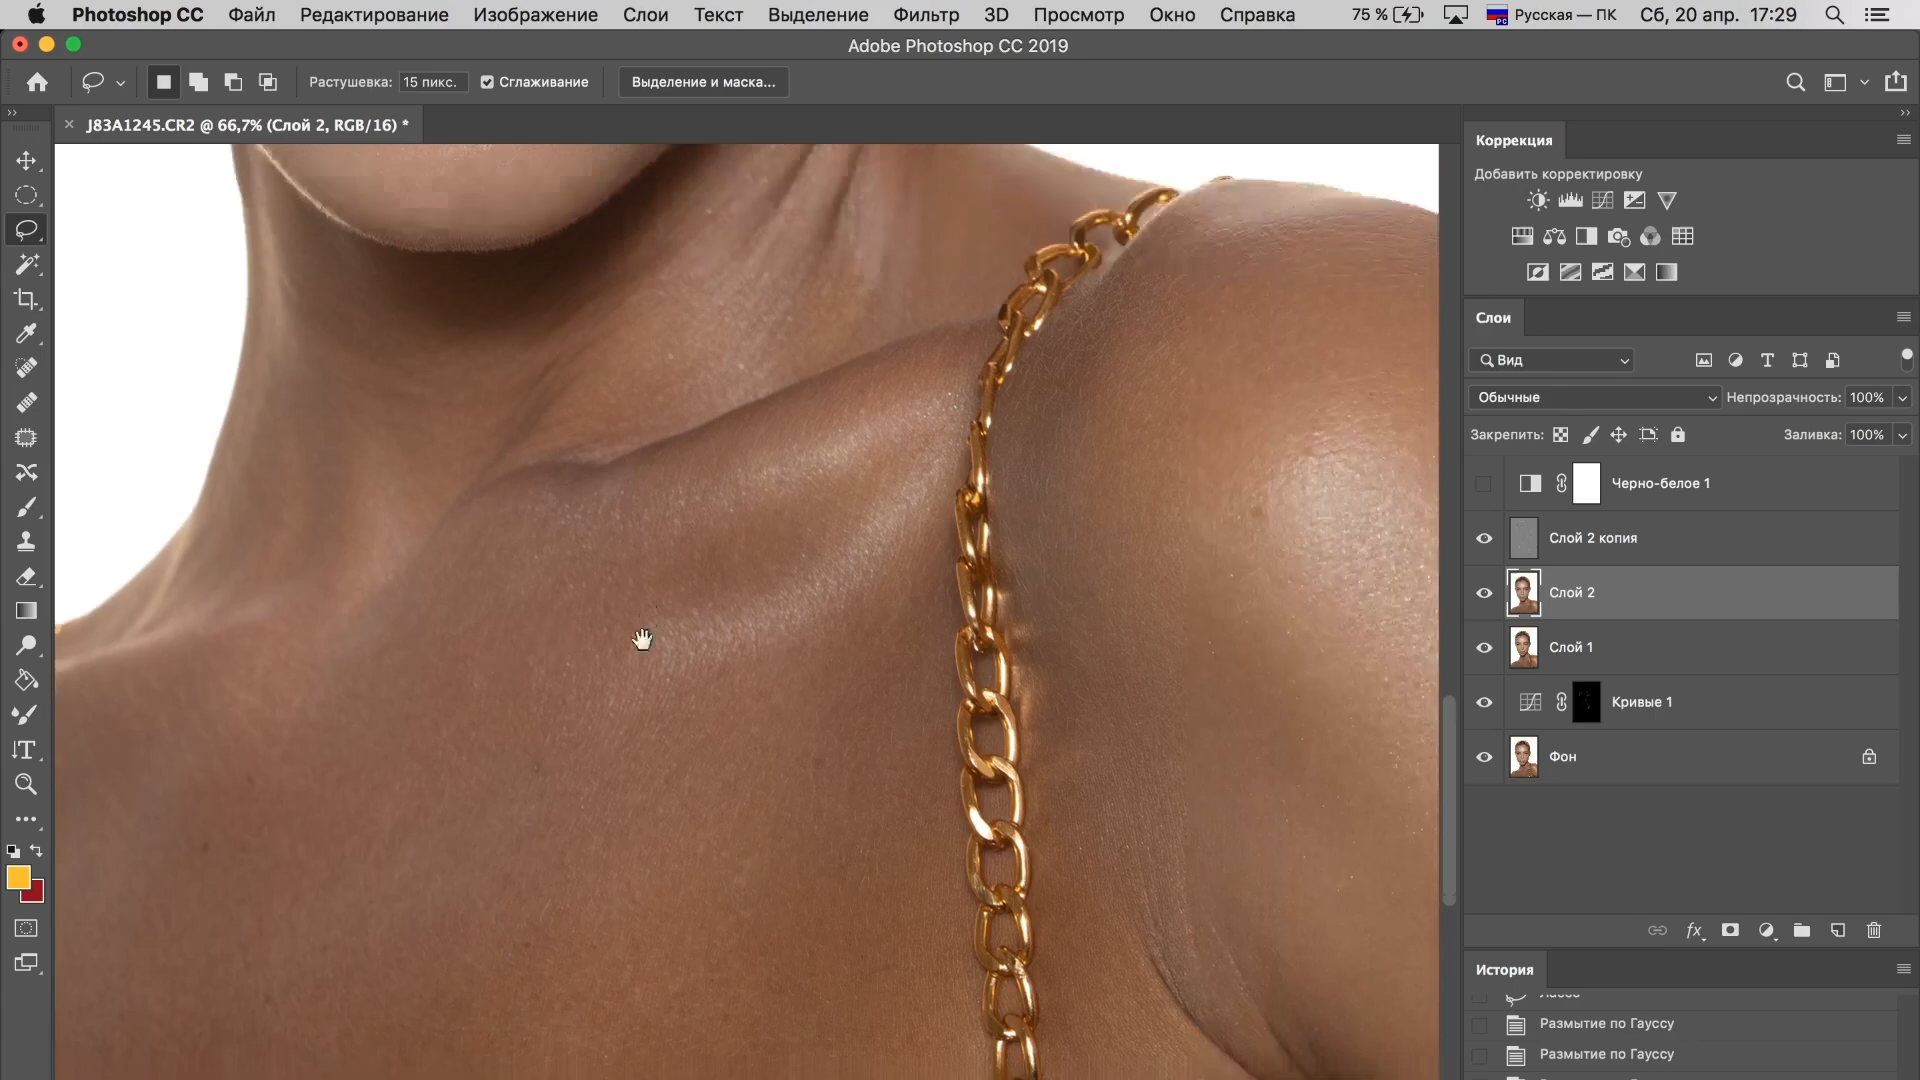 Photoshop CC Файл Редактирование Изображение Слои Текст Выделение Фильтр 3D Просмотр Окно Справка 75 % Русская — ПК Сб, 20 апр. 17:29
Adobe Photoshop CC 2019
Растушевка: 15 пикс. Сглаживание Выделение и маска...
J83A1245.CR2 @ 66,7% (Слой 2, RGB/16) *
Коррекция
Добавить корректировку
Слои
Вид
Обычные Непрозрачность: 100%
Закрепить: Заливка: 100%
Черно-белое 1
Слой 2 копия
Слой 2
Слой 1
Кривые 1
Фон
История
Размытие по Гауссу
Размытие по Гауссу